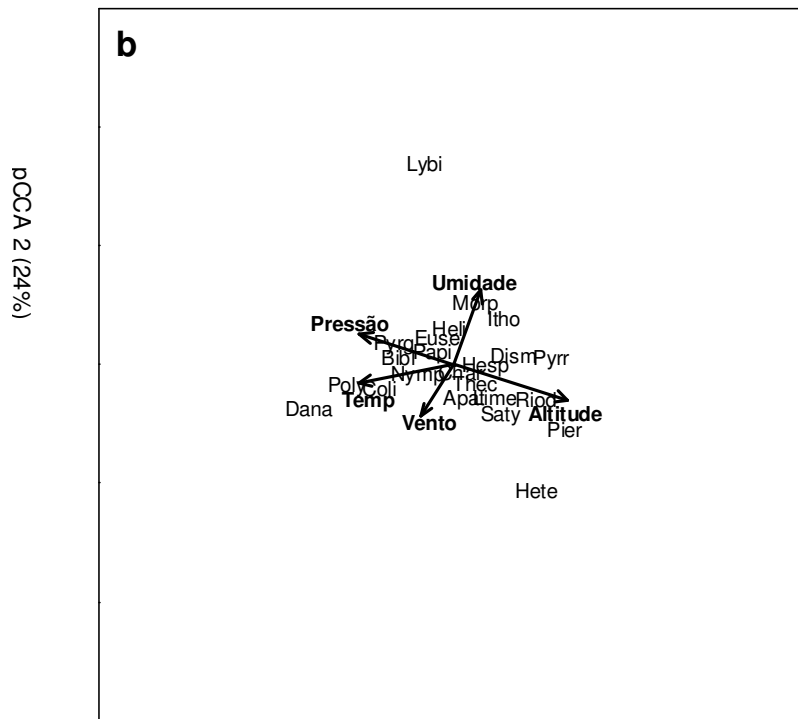 b
pCCA 2 (24%)
Lybi
Umidade
Morp
Itho
Pressão
Heli
Euse
Pyrg
Papi
Bibl
Dism
Pyrr
Hesp
Nymp
Char
Poly
Coli
Thec
Temp
Apat
Lime
Riod
Dana
Saty
Altitude
Vento
Pier
Hete